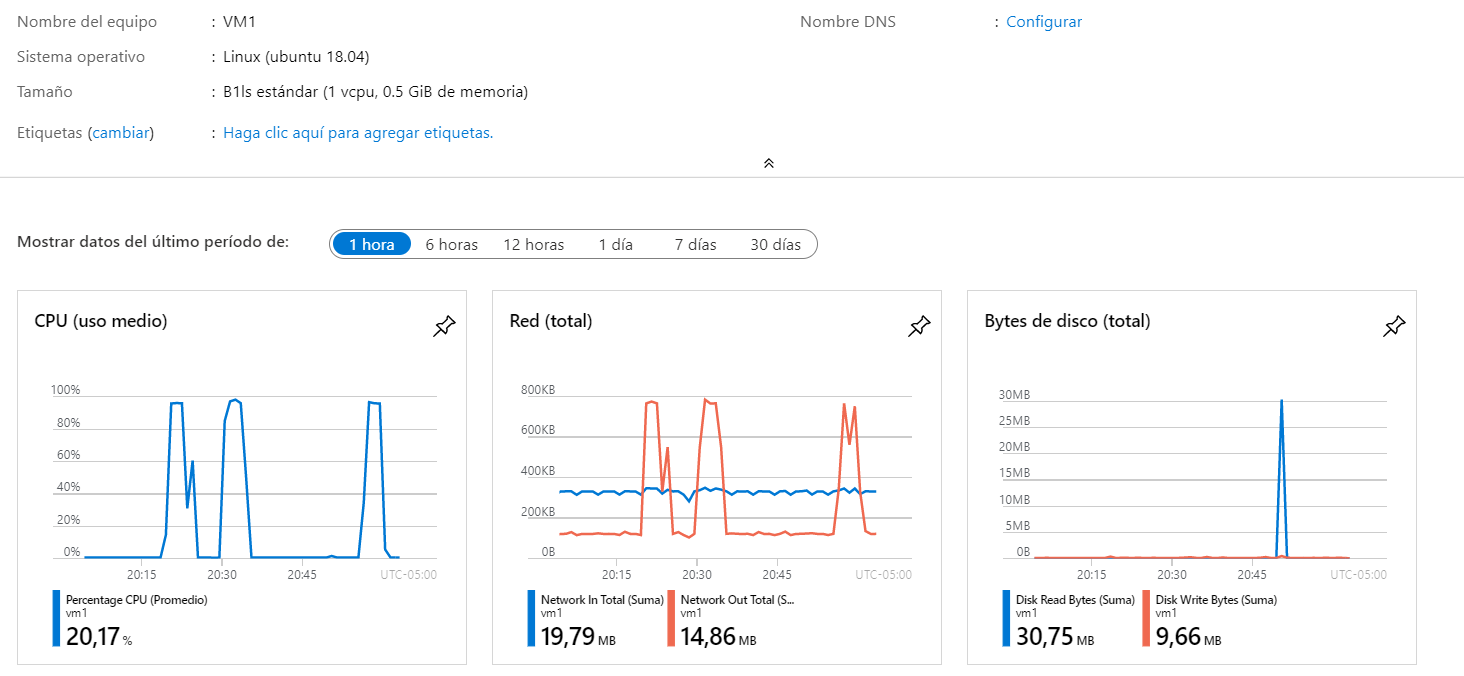 Nombre del equipo : VM1 Nombre DNS : Configurar
Sistema operativo : Linux (ubuntu 18.04)
Tamaño : B1ls estándar (1 vcpu, 0.5 GiB de memoria)
Etiquetas (cambiar) : Haga clic aquí para agregar etiquetas.
Mostrar datos del último período de: 1 hora 6 horas 12 horas 1 día 7 días 30 días
CPU (uso medio)
100%
80%
60%
40%
20%
0%
20:15 20:30 20:45 UTC-05:00
Percentage CPU (Promedio)
vm1
20,17 %
Red (total)
800KB
600KB
400KB
200KB
0B
20:15 20:30 20:45 UTC-05:00
Network In Total (Suma) Network Out Total (S...
vm1 vm1
19,79 MB 14,86 MB
Bytes de disco (total)
30MB
25MB
20MB
15MB
10MB
5MB
0B
20:15 20:30 20:45 UTC-05:00
Disk Read Bytes (Suma) Disk Write Bytes (Suma)
vm1 vm1
30,75 MB 9,66 MB